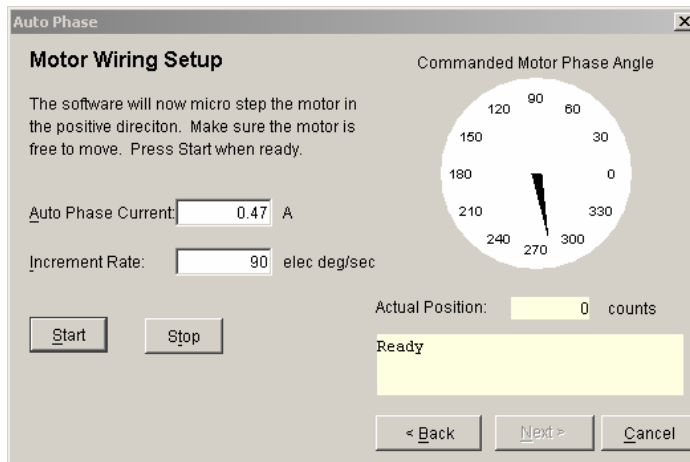 Auto Phase
Motor Wiring Setup
The software will now micro step the motor in
the positive direciton. Make sure the motor is
free to move. Press Start when ready.
Auto Phase Current: 0.47 A
Increment Rate: 90 elec deg/sec
Start Stop
Commanded Motor Phase Angle
90
120 60
150 30
180 0
210 330
240 300
270
Actual Position: 0 counts
Ready
< Back Next > Cancel